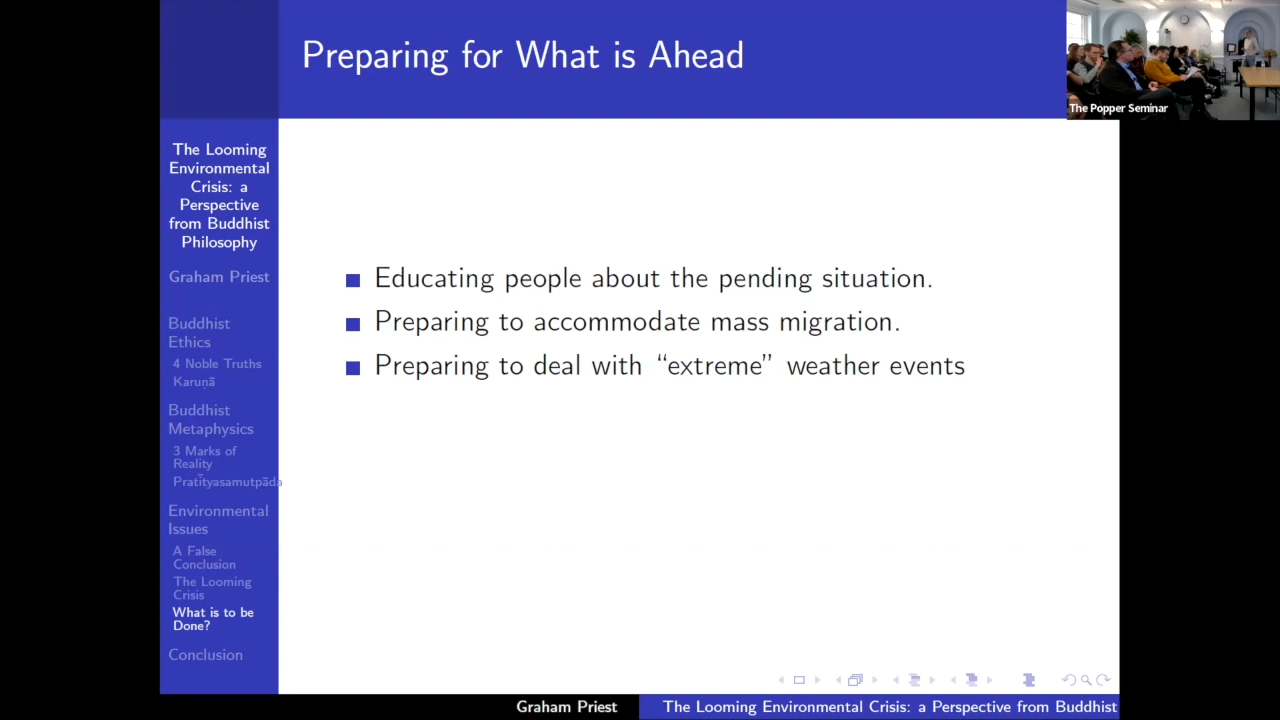 Preparing for What is Ahead
The Popper Seminar
The Looming
Environmental
Crisis: a
Perspective
from Buddhist
Philosophy
Graham Priest
Buddhist
Ethics
4 Noble Truths
Karuṇā
Buddhist
Metaphysics
3 Marks of
Reality
Pratītyasamutpāda
Environmental
Issues
A False
Conclusion
The Looming
Crisis
What is to be
Done?
Conclusion
Educating people about the pending situation.
Preparing to accommodate mass migration.
Preparing to deal with “extreme” weather events
Graham Priest
The Looming Environmental Crisis: a Perspective from Buddhist